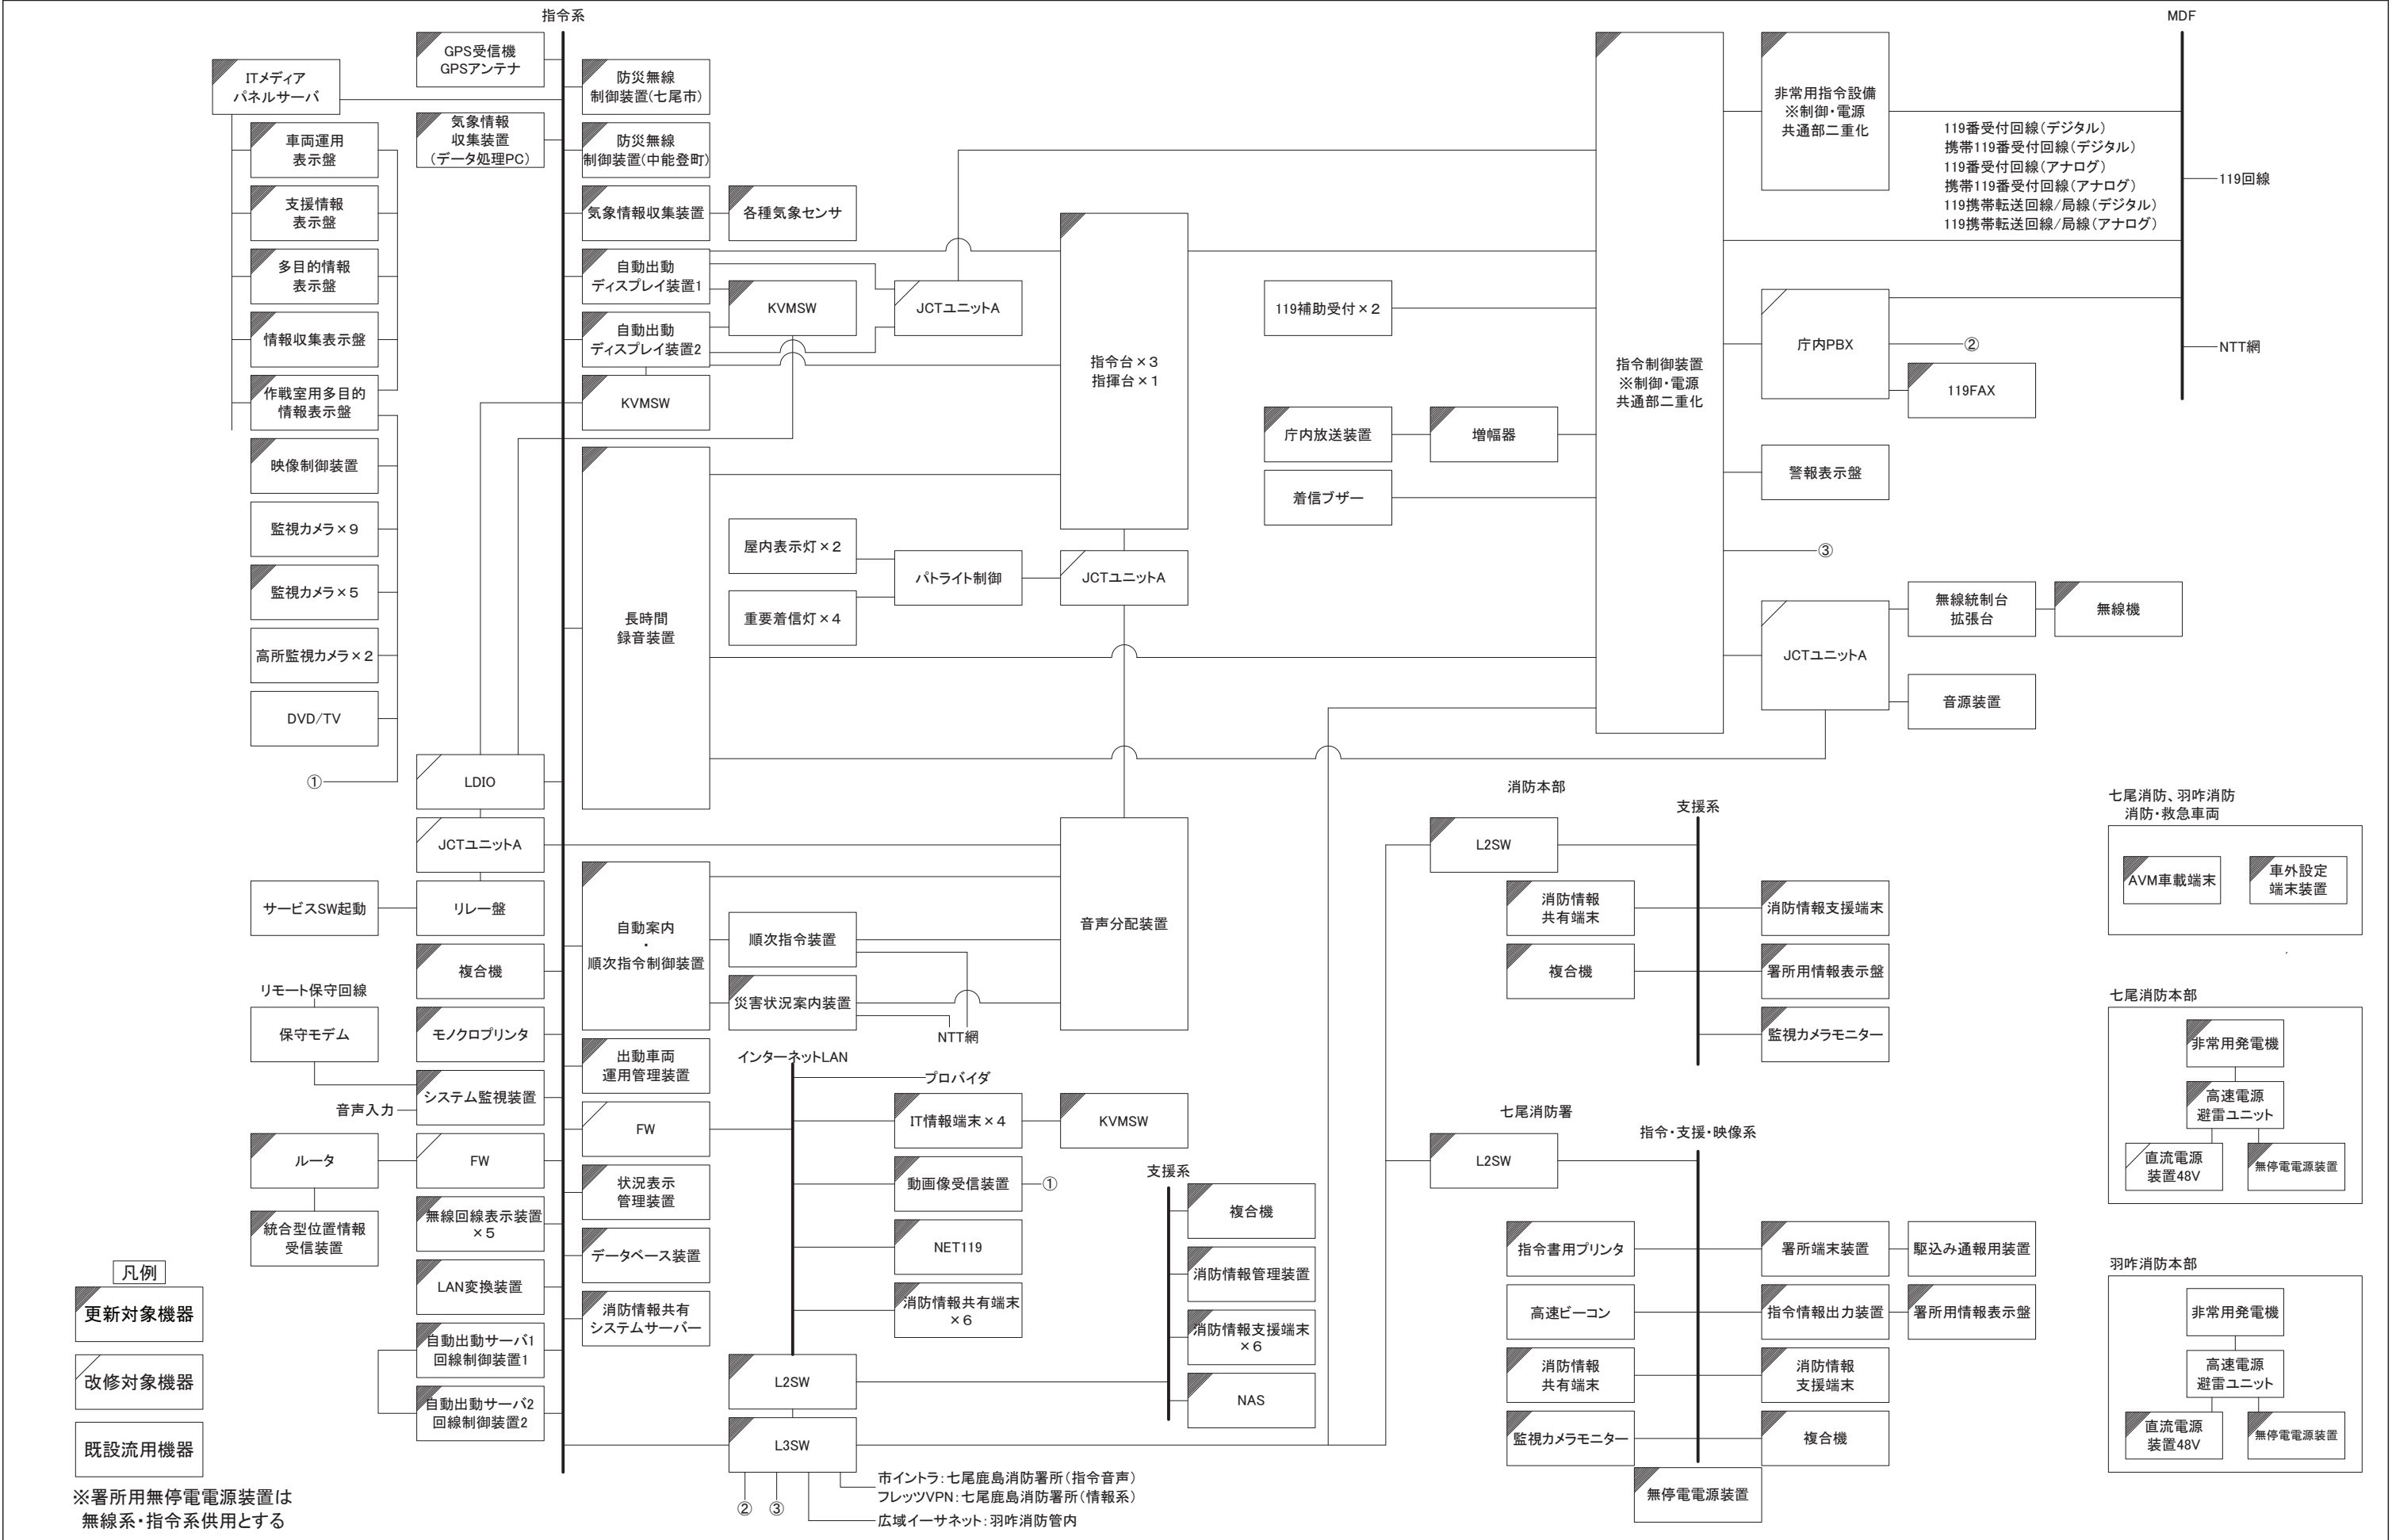 指令系
GPS受信機
GPSアンテナ
ITメディア
パネルサーバ
車両運用
表示盤
支援情報
表示盤
多目的情報
表示盤
情報収集表示盤
作戦室用多目的
情報表示盤
映像制御装置
監視カメラ×9
監視カメラ×5
高所監視カメラ×2
DVD/TV
①
気象情報
収集装置
(データ処理PC)
防災無線
制御装置(七尾市)
防災無線
制御装置(中能登町)
気象情報収集装置
各種気象センサ
自動出動
ディスプレイ装置1
自動出動
ディスプレイ装置2
KVMSW
KVMSW
JCTユニットA
長時間
録音装置
屋内表示灯×2
重要着信灯×4
パトライト制御
指令台×3
指揮台×1
JCTユニットA
119補助受付×2
庁内放送装置
増幅器
着信ブザー
指令制御装置
※制御・電源
共通部二重化
非常用指令設備
※制御・電源
共通部二重化
MDF
119番受付回線(デジタル)
携帯119番受付回線(デジタル)
119番受付回線(アナログ)
携帯119番受付回線(アナログ)
119携帯転送回線/局線(デジタル)
119携帯転送回線/局線(アナログ)
119回線
NTT網
庁内PBX
②
119FAX
警報表示盤
③
JCTユニットA
無線統制台
拡張台
無線機
音源装置
LDIO
JCTユニットA
サービスSW起動
リレー盤
複合機
リモート保守回線
保守モデム
モノクロプリンタ
音声入力
システム監視装置
ルータ
FW
統合型位置情報
受信装置
無線回線表示装置
×5
LAN変換装置
自動出動サーバ1
回線制御装置1
自動出動サーバ2
回線制御装置2
自動案内
・
順次指令制御装置
順次指令装置
災害状況案内装置
NTT網
音声分配装置
出動車両
運用管理装置
FW
状況表示
管理装置
データベース装置
消防情報共有
システムサーバー
インターネットLAN
プロバイダ
IT情報端末×4
KVMSW
動画像受信装置
①
NET119
消防情報共有端末
×6
L2SW
L3SW
②
③
市イントラ:七尾鹿島消防署所(指令音声)
フレッツVPN:七尾鹿島消防署所(情報系)
広域イーサネット:羽咋消防管内
支援系
複合機
消防情報管理装置
消防情報支援端末
×6
NAS
消防本部
L2SW
支援系
消防情報
共有端末
消防情報支援端末
複合機
署所用情報表示盤
監視カメラモニター
七尾消防署
L2SW
指令・支援・映像系
指令書用プリンタ
署所端末装置
駆込み通報用装置
高速ビーコン
指令情報出力装置
署所用情報表示盤
消防情報
共有端末
消防情報
支援端末
監視カメラモニター
複合機
無停電電源装置
七尾消防、羽咋消防
消防・救急車両
AVM車載端末
車外設定
端末装置
七尾消防本部
非常用発電機
高速電源
避雷ユニット
直流電源
装置48V
無停電電源装置
羽咋消防本部
非常用発電機
高速電源
避雷ユニット
直流電源
装置48V
無停電電源装置
凡例
更新対象機器
改修対象機器
既設流用機器
※署所用無停電電源装置は
無線系・指令系供用とする